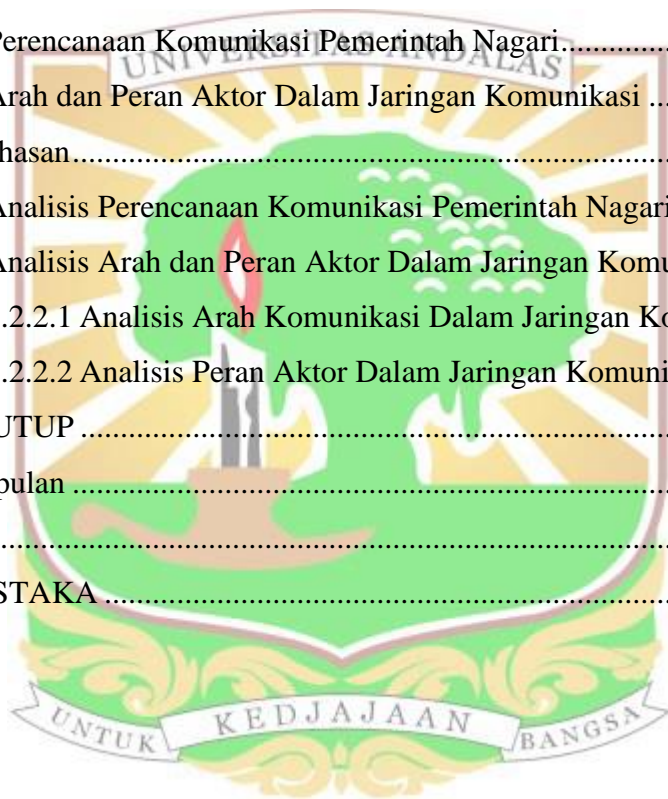 Perencanaan Komunikasi Pemerintah Nagari..............
UNIVERSITAS ANDALAS
Arah dan Peran Aktor Dalam Jaringan Komunikasi ...
hasan..............................................................
Analisis Perencanaan Komunikasi Pemerintah Nagari
Analisis Arah dan Peran Aktor Dalam Jaringan Komu
.2.2.1 Analisis Arah Komunikasi Dalam Jaringan Ko
.2.2.2 Analisis Peran Aktor Dalam Jaringan Komuni
UTUP ..............................................................
pulan ..............................................................
..............................................................
STAKA ..............................................................
UNTUK KEDJAJAAN BANGSA